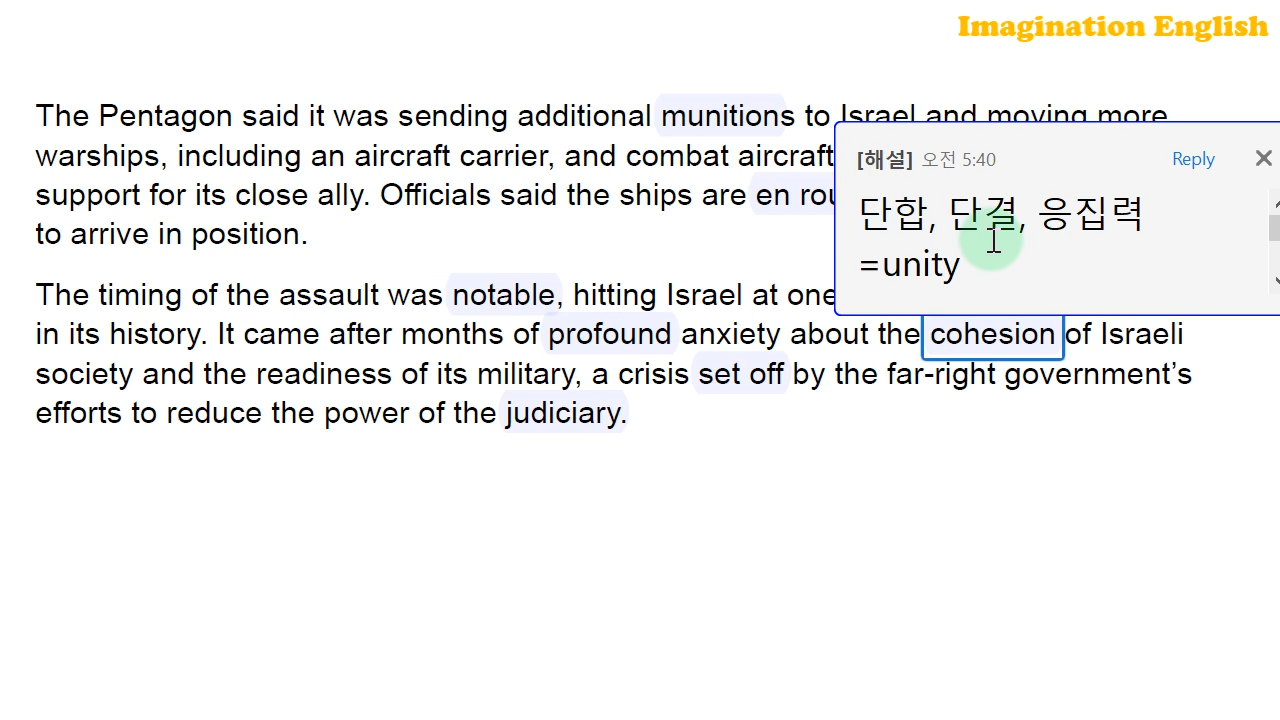 Imagination English
The Pentagon said it was sending additional munitions to Israel and moving more
warships, including an aircraft carrier, and combat aircraft
support for its close ally. Officials said the ships are en
to arrive in position.
[해설] 오전 5:40 Reply
단합, 단결, 응집력
=unity
The timing of the assault was notable, hitting Israel at one
in its history. It came after months of profound anxiety about the cohesion of Israeli
society and the readiness of its military, a crisis set off by the far-right government's
efforts to reduce the power of the judiciary.